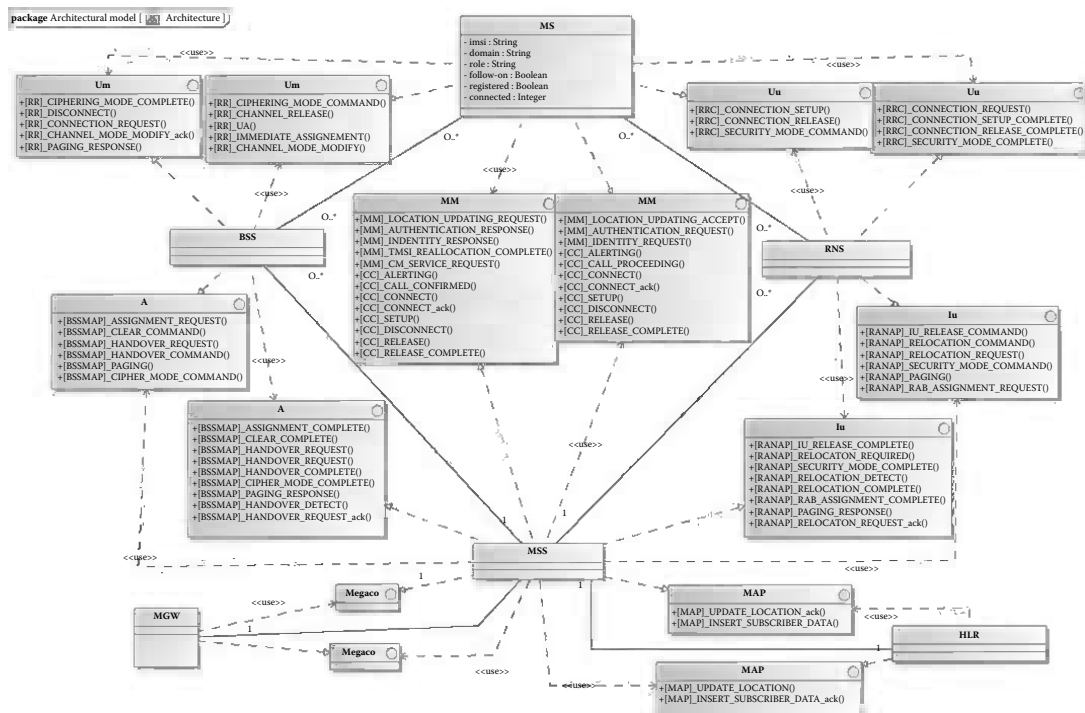 package Architectural model [ Architecture ]
MS
- imsi : String
- domain : String
- role : String
- follow-on : Boolean
- registered : Boolean
- connected : Integer
<<use>>
<<use>>
Um
+[RR]_CIPHERING_MODE_COMPLETE()
+[RR]_DISCONNECT()
+[RR]_CONNECTION_REQUEST()
+[RR]_CHANNEL_MODE_MODIFY_ack()
+[RR]_PAGING_RESPONSE()
Um
+[RR]_CIPHERING_MODE_COMMAND()
+[RR]_CHANNEL_RELEASE()
+[RR]_UA()
+[RR]_IMMEDIATE_ASSIGNEMENT()
+[RR]_CHANNEL_MODE_MODIFY()
Uu
+[RRC]_CONNECTION_SETUP()
+[RRC]_CONNECTION_RELEASE()
+[RRC]_SECURITY_MODE_COMMAND()
Uu
+[RRC]_CONNECTION_REQUEST()
+[RRC]_CONNECTION_SETUP_COMPLETE()
+[RRC]_CONNECTION_RELEASE_COMPLETE()
+[RRC]_SECURITY_MODE_COMPLETE()
O..*
O..*
<<use>>
<<use>>
<<use>>
MM
+[MM]_LOCATION_UPDATING_REQUEST()
+[MM]_AUTHENTICATION_RESPONSE()
+[MM]_INDENTITY_RESPONSE()
+[MM]_TMSI_REALLOCATION_COMPLETE()
+[MM]_CM_SERVICE_REQUEST()
+[CC]_ALERTING()
+[CC]_CALL_CONFIRMED()
+[CC]_CONNECT()
+[CC]_CONNECT_ack()
+[CC]_SETUP()
+[CC]_DISCONNECT()
+[CC]_RELEASE()
+[CC]_RELEASE_COMPLETE()
MM
+[MM]_LOCATION_UPDATING_ACCEPT()
+[MM]_AUTHENTICATION_REQUEST()
+[MM]_IDENTITY_REQUEST()
+[CC]_ALERTING()
+[CC]_CALL_PROCEEDING()
+[CC]_CONNECT()
+[CC]_CONNECT_ack()
+[CC]_SETUP()
+[CC]_DISCONNECT()
+[CC]_RELEASE()
+[CC]_RELEASE_COMPLETE()
O..*
O..*
BSS
RNS
O..*
O..*
A
+[BSSMAP]_ASSIGNMENT_REQUEST()
+[BSSMAP]_CLEAR_COMMAND()
+[BSSMAP]_HANDOVER_REQUEST()
+[BSSMAP]_HANDOVER_COMMAND()
+[BSSMAP]_PAGING()
+[BSSMAP]_CIPHER_MODE_COMMAND()
<<use>>
Iu
+[RANAP]_IU_RELEASE_COMMAND()
+[RANAP]_RELOCATION_COMMAND()
+[RANAP]_RELOCATION_REQUEST()
+[RANAP]_SECURITY_MODE_COMMAND()
+[RANAP]_PAGING()
+[RANAP]_RAB_ASSIGNMENT_REQUEST()
<<use>>
A
+[BSSMAP]_ASSIGNMENT_COMPLETE()
+[BSSMAP]_CLEAR_COMPLETE()
+[BSSMAP]_HANDOVER_REQUEST()
+[BSSMAP]_HANDOVER_REQUEST()
+[BSSMAP]_HANDOVER_COMPLETE()
+[BSSMAP]_CIPHER_MODE_COMPLETE()
+[BSSMAP]_PAGING_RESPONSE()
+[BSSMAP]_HANDOVER_DETECT()
+[BSSMAP]_HANDOVER_REQUEST_ack()
<<use>>
Iu
+[RANAP]_IU_RELEASE_COMPLETE()
+[RANAP]_RELOCATON_REQUIRED()
+[RANAP]_SECURITY_MODE_COMPLETE()
+[RANAP]_RELOCATION_DETECT()
+[RANAP]_RELOCATION_COMPLETE()
+[RANAP]_RAB_ASSIGNMENT_COMPLETE()
+[RANAP]_PAGING_RESPONSE()
+[RANAP]_RELOCATON_REQUEST_ack()
1
1
<<use>>
MSS
<<use>>
1
1
Megaco
MAP
+[MAP]_UPDATE_LOCATION_ack()
+[MAP]_INSERT_SUBSCRIBER_DATA()
<<use>>
MGW
<<use>>
1
HLR
1
Megaco
<<use>>
<<use>>
MAP
+[MAP]_UPDATE_LOCATION()
+[MAP]_INSERT_SUBSCRIBER_DATA_ack()